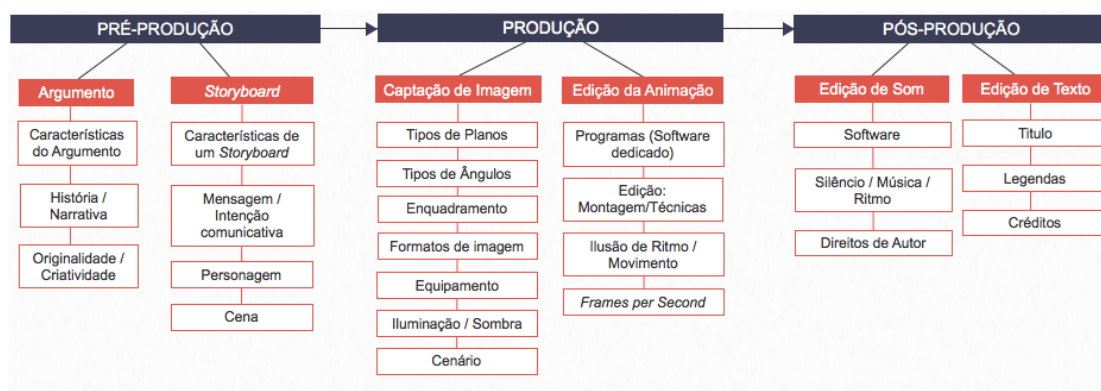 PRÉ-PRODUÇÃO
PRODUÇÃO
PÓS-PRODUÇÃO
Argumento
Características
do Argumento
História /
Narrativa
Originalidade /
Criatividade
Storyboard
Características de
um Storyboard
Mensagem /
Intenção
comunicativa
Personagem
Cena
Captação de Imagem
Tipos de Planos
Tipos de Ângulos
Enquadramento
Formatos de imagem
Equipamento
Iluminação / Sombra
Cenário
Edição da Animação
Programas (Software
dedicado)
Edição:
Montagem/Técnicas
Ilusão de Ritmo /
Movimento
Frames per Second
Edição de Som
Software
Silêncio / Música /
Ritmo
Direitos de Autor
Edição de Texto
Titulo
Legendas
Créditos